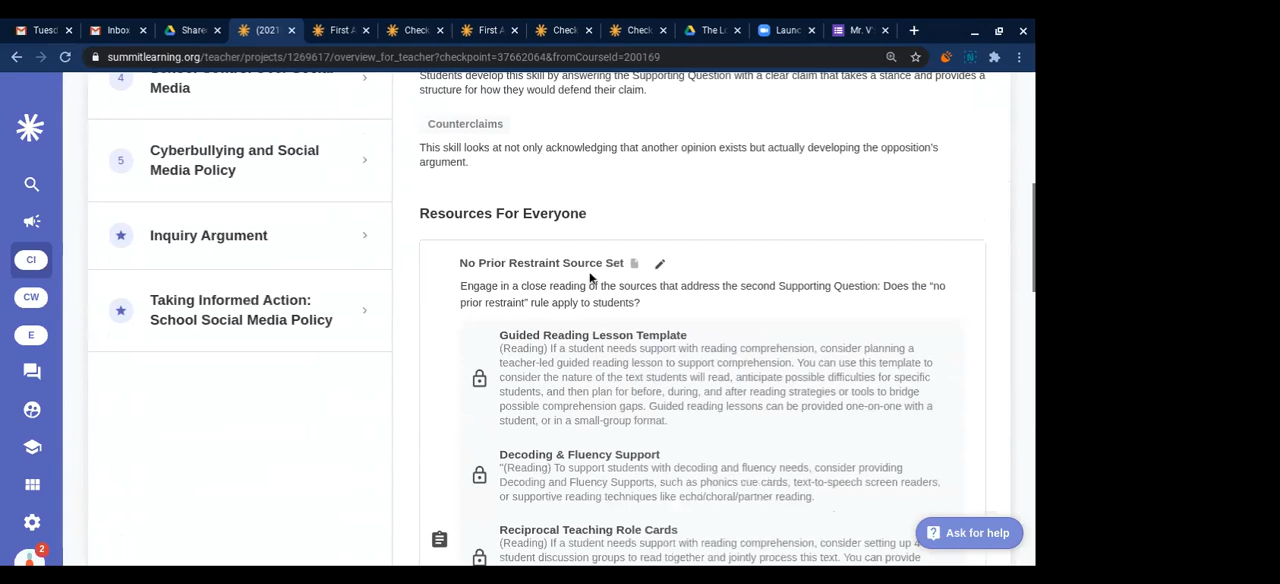 Tuesd
Inbox
Share
(2021
First A
Check
First A
Check
Check
The Lo
Launc
Mr. V
summitlearning.org/teacher/projects/1269617/overview_for_teacher?checkpoint=37662064&fromCourseId=200169
4
Media
5
Cyberbullying and Social
Media Policy
Inquiry Argument
Taking Informed Action:
School Social Media Policy
CI
CW
E
2
Students develop this skill by answering the Supporting Question with a clear claim that takes a stance and provides a
structure for how they would defend their claim.
Counterclaims
This skill looks at not only acknowledging that another opinion exists but actually developing the opposition's
argument.
Resources For Everyone
No Prior Restraint Source Set
Engage in a close reading of the sources that address the second Supporting Question: Does the “no
prior restraint” rule apply to students?
Guided Reading Lesson Template
(Reading) If a student needs support with reading comprehension, consider planning a
teacher-led guided reading lesson to support comprehension. You can use this template to
consider the nature of the text students will read, anticipate possible difficulties for specific
students, and then plan for before, during, and after reading strategies or tools to bridge
possible comprehension gaps. Guided reading lessons can be provided one-on-one with a
student, or in a small-group format.
Decoding & Fluency Support
"(Reading) To support students with decoding and fluency needs, consider providing
Decoding and Fluency Supports, such as phonics cue cards, text-to-speech screen readers,
or supportive reading techniques like echo/choral/partner reading.
Reciprocal Teaching Role Cards
(Reading) If a student needs support with reading comprehension, consider setting up 4
student discussion groups to read together and jointly process this text. You can provide
Ask for help